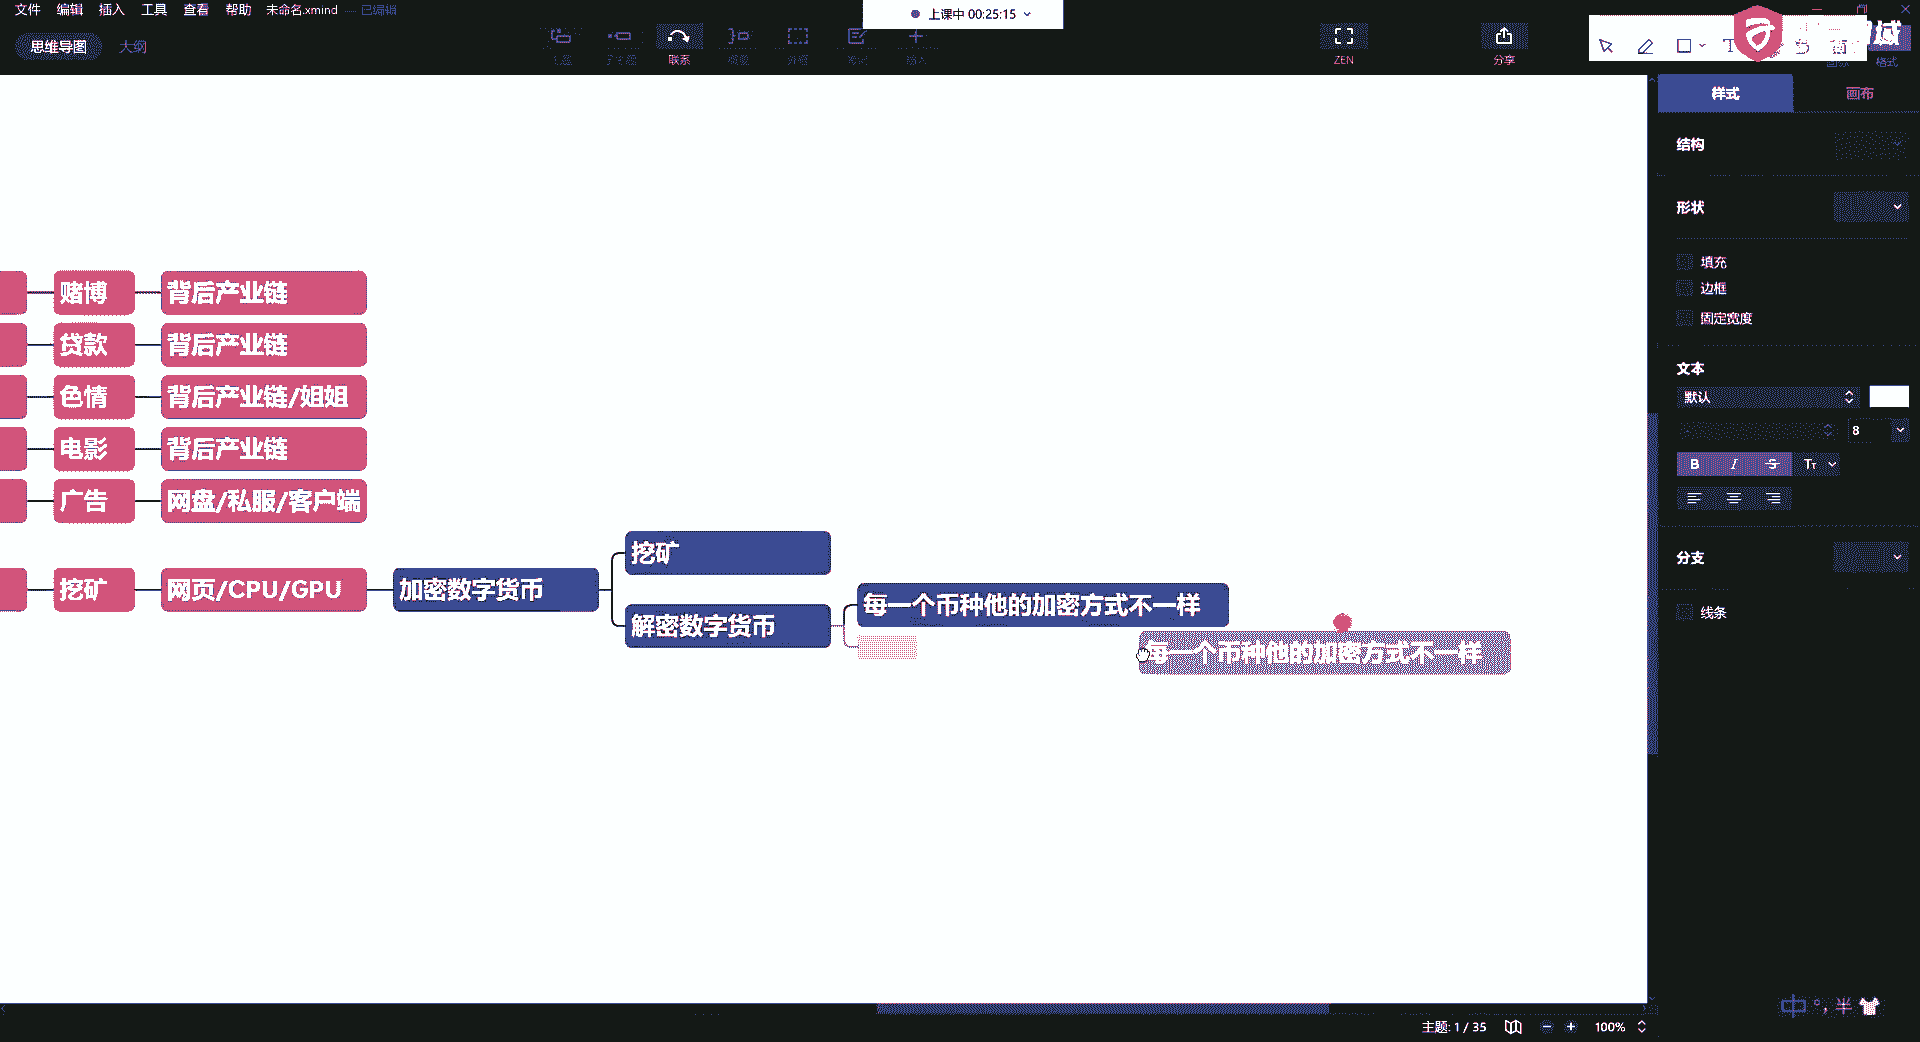 文件 编辑 插入 工具 查看 帮助 未命名.xmind — 已编辑
上课中 00:25:15
思维导图 大纲
联系
ZEN
分享
格式
样式 画布
结构
形状
填充
边框
固定宽度
文本
默认
8
B I S Tт
分支
线条
赌博 背后产业链
贷款 背后产业链
色情 背后产业链/姐姐
电影 背后产业链
广告 网盘/私服/客户端
挖矿 网页/CPU/GPU 加密数字货币
挖矿
解密数字货币
每一个币种他的加密方式不一样
每一个币种他的加密方式不一样
主题: 1 / 35
100%
中 °, 半